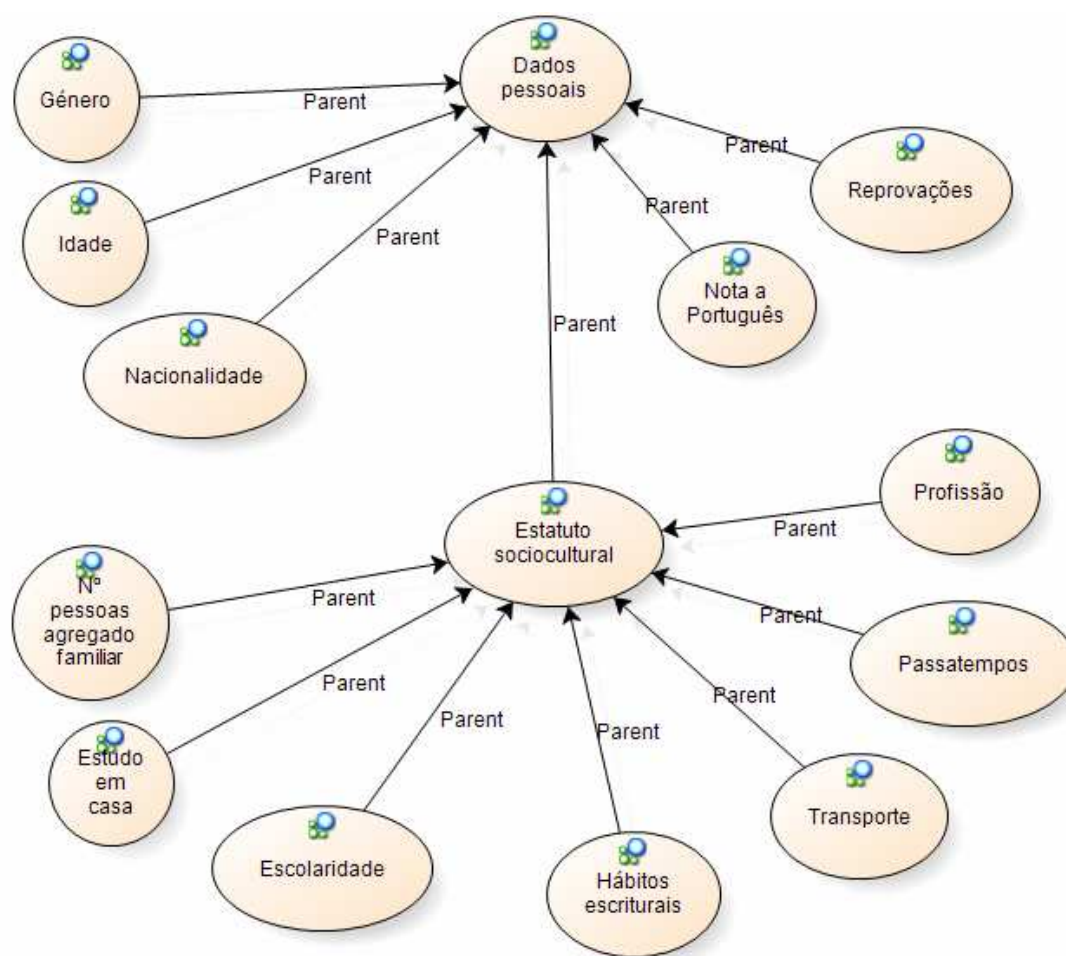 Género
Dados
pessoais
Parent
Parent
Reprovações
Idade
Parent
Parent
Parent
Nota a
Português
Nacionalidade
Parent
Profissão
Parent
Estatuto
sociocultural
Nº
pessoas
agregado
familiar
Parent
Parent
Passatempos
Estudo
em
casa
Parent
Parent
Parent
Parent
Transporte
Escolaridade
Hábitos
escriturais